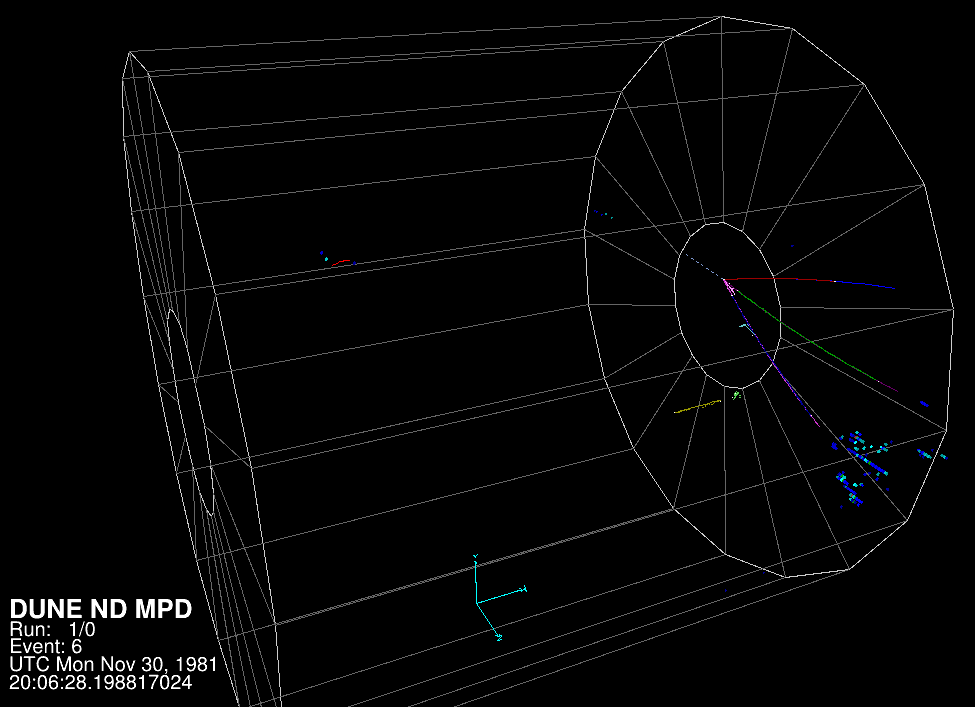 DUNE ND MPD
Run: 1/0
Event: 6
UTC Mon Nov 30, 1981
20:06:28.198817024